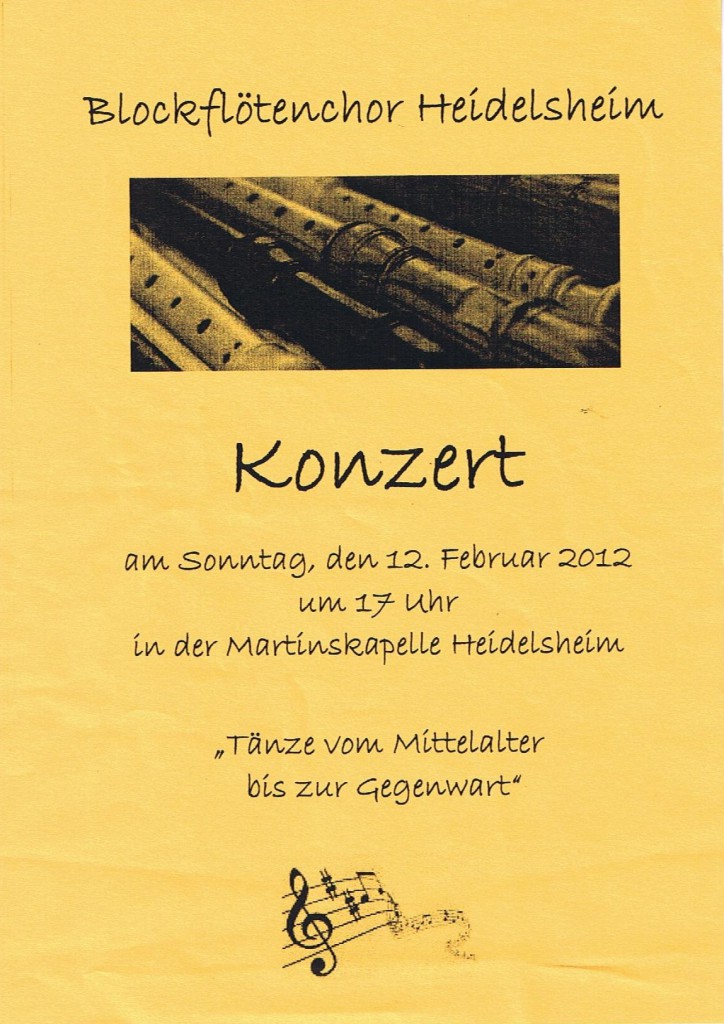 Blockflötenchor Heidelsheim
Konzert
am Sonntag, den 12. Februar 2012
um 17 Uhr
in der Martinskapelle Heidelsheim
„Tänze vom Mittelalter
bis zur Gegenwart“